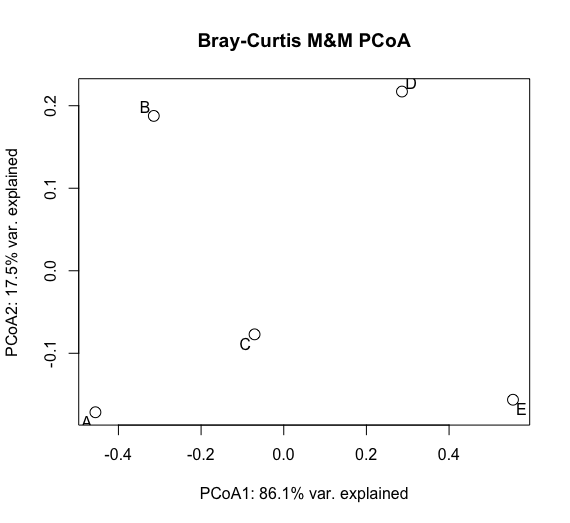 Bray-Curtis M&M PCoA
D
B
0.2
0.1
0.0
-0.1
C
A
E
-0.4
-0.2
0.0
0.2
0.4
PCoA1: 86.1% var. explained
PCoA2: 17.5% var. explained